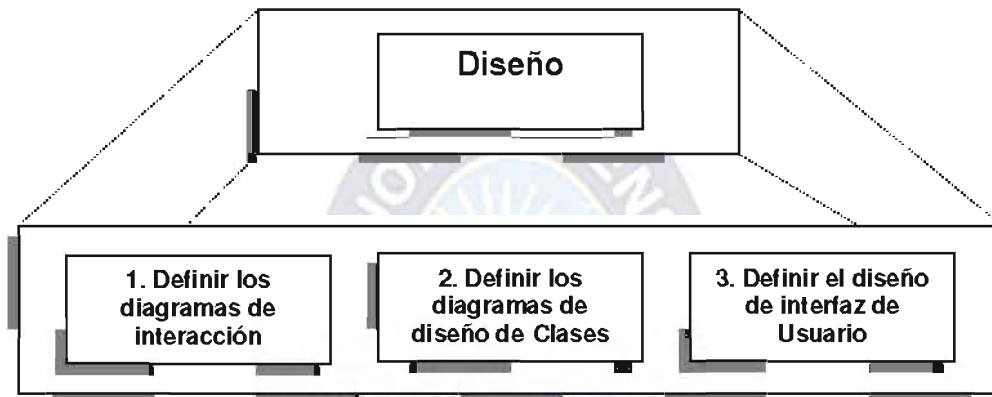 Diseño
1. Definir los
diagramas de
interacción
2. Definir los
diagramas de
diseño de Clases
3. Definir el diseño
de interfaz de
Usuario